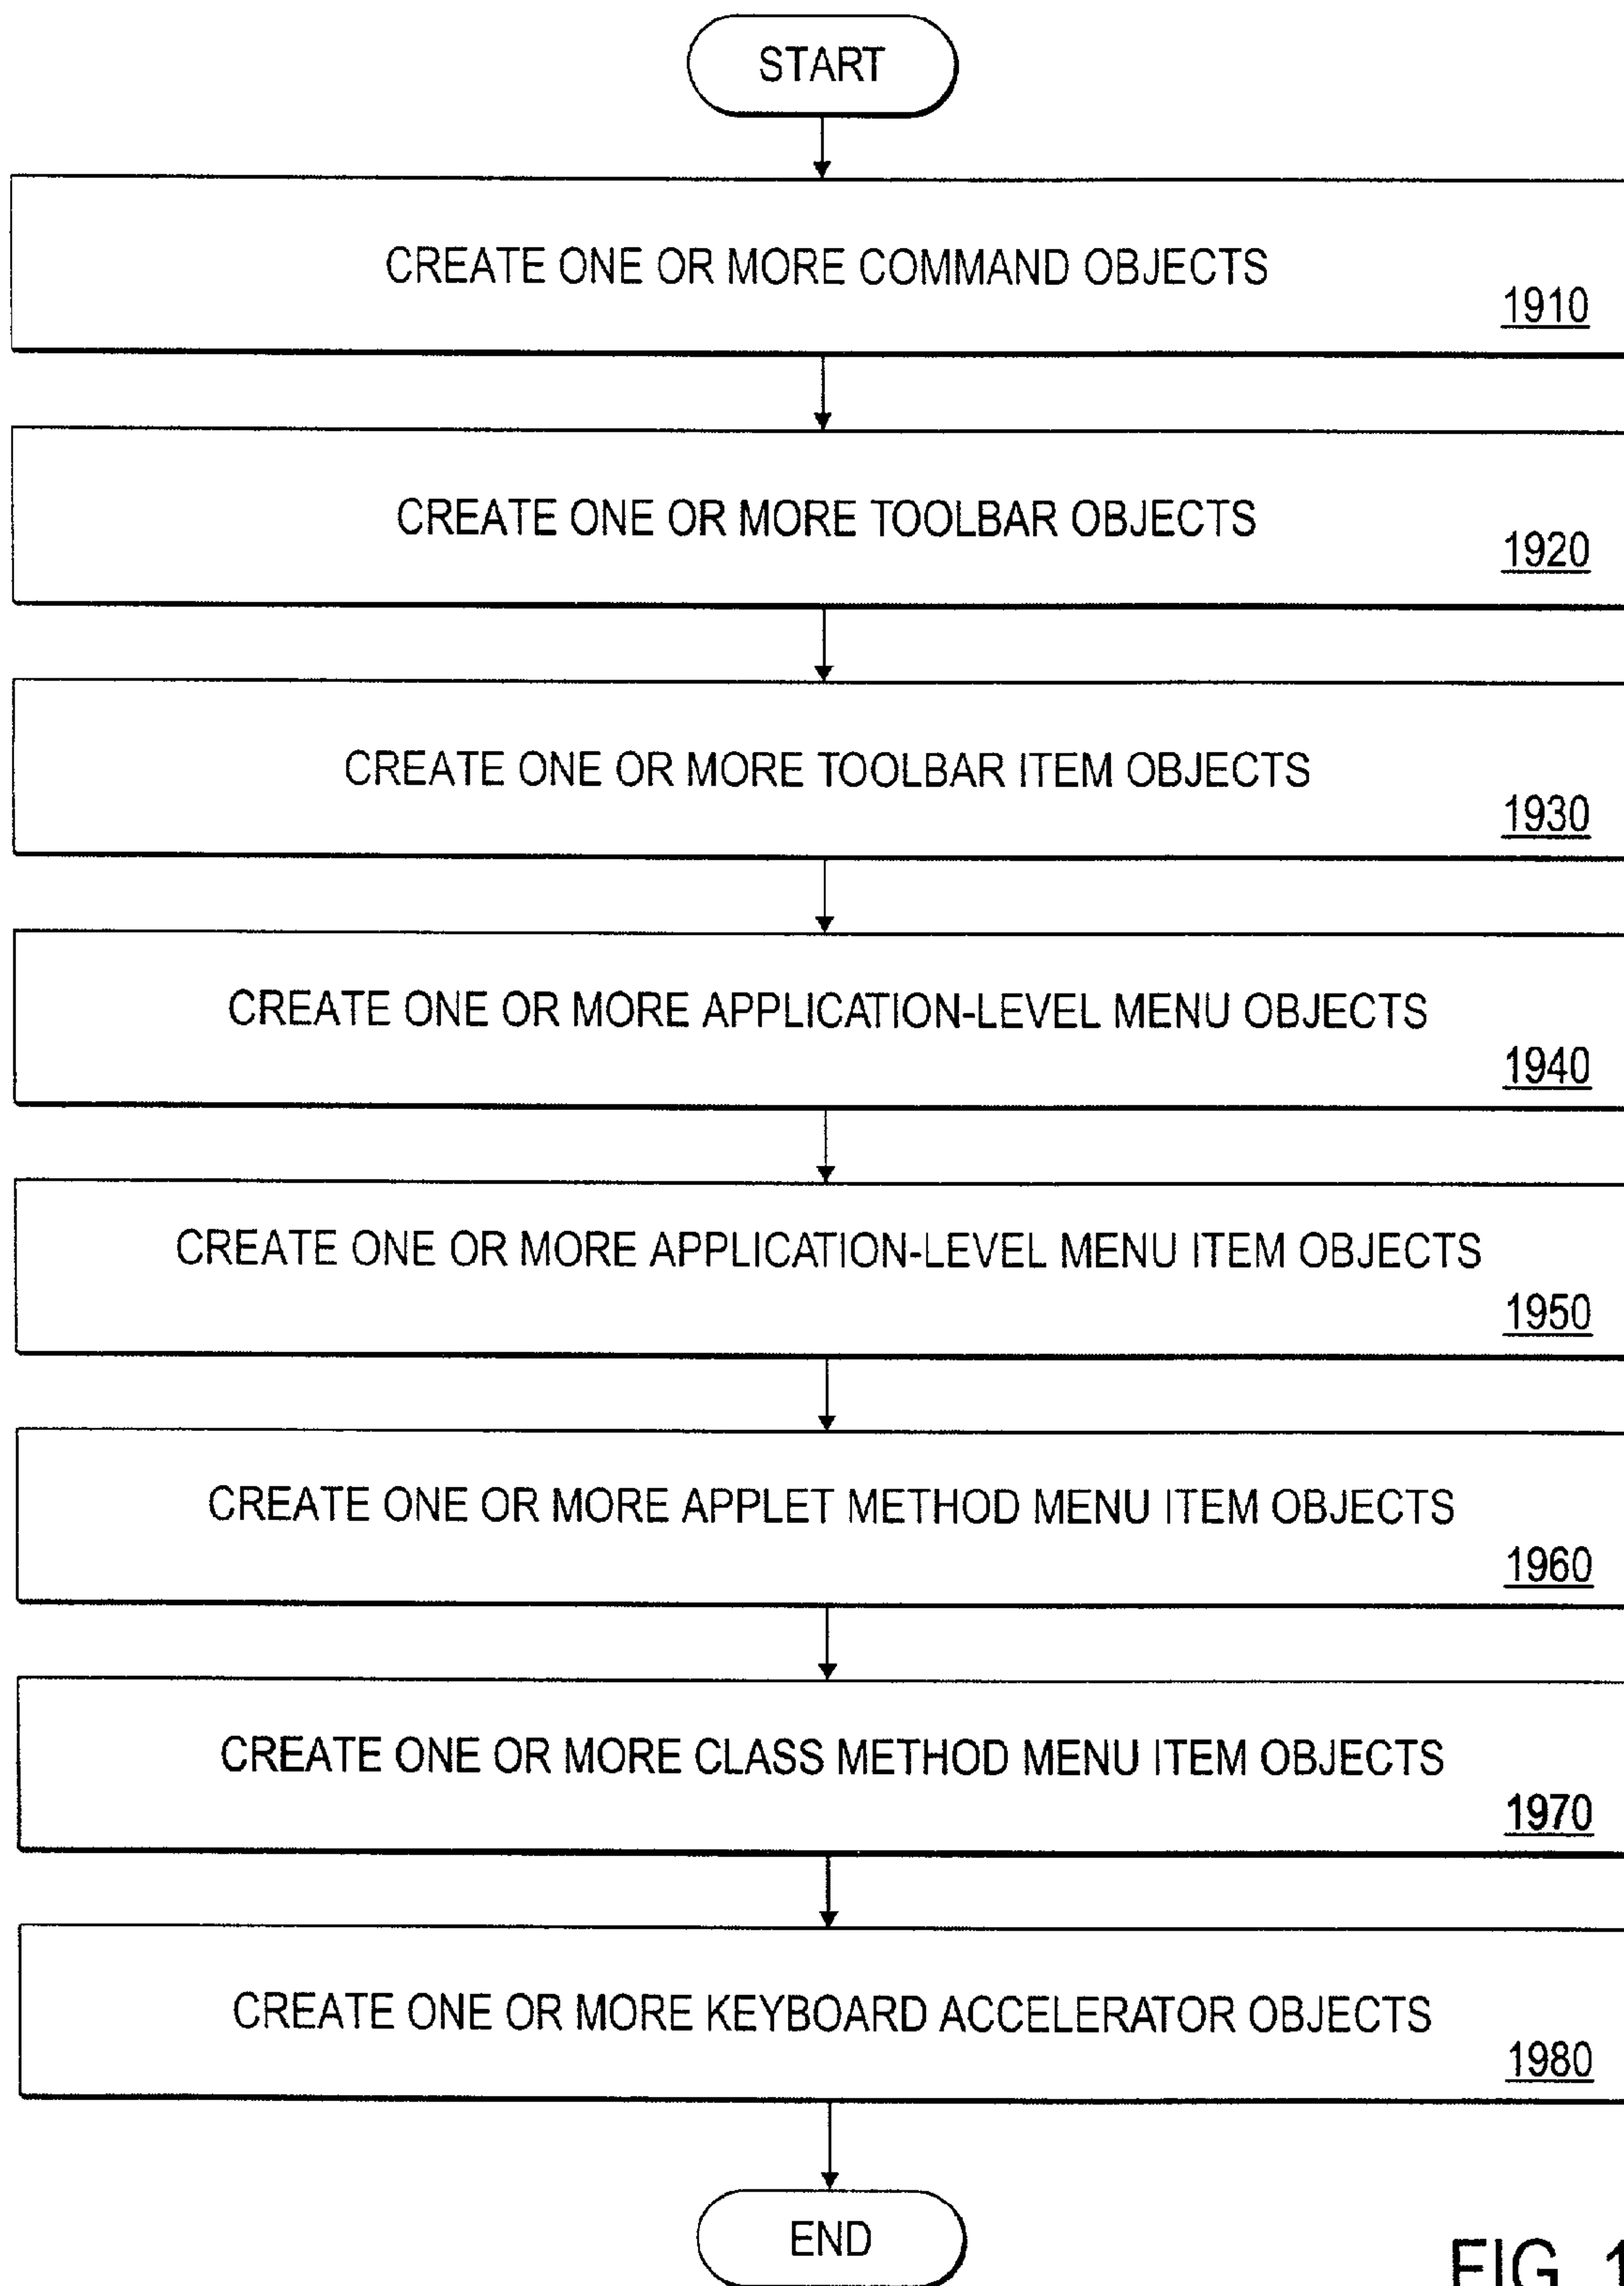 START
CREATE ONE OR MORE COMMAND OBJECTS
1910
CREATE ONE OR MORE TOOLBAR OBJECTS
1920
CREATE ONE OR MORE TOOLBAR ITEM OBJECTS
1930
CREATE ONE OR MORE APPLICATION-LEVEL MENU OBJECTS
1940
CREATE ONE OR MORE APPLICATION-LEVEL MENU ITEM OBJECTS
1950
CREATE ONE OR MORE APPLET METHOD MENU ITEM OBJECTS
1960
CREATE ONE OR MORE CLASS METHOD MENU ITEM OBJECTS
1970
CREATE ONE OR MORE KEYBOARD ACCELERATOR OBJECTS
1980
END
FIG. 1